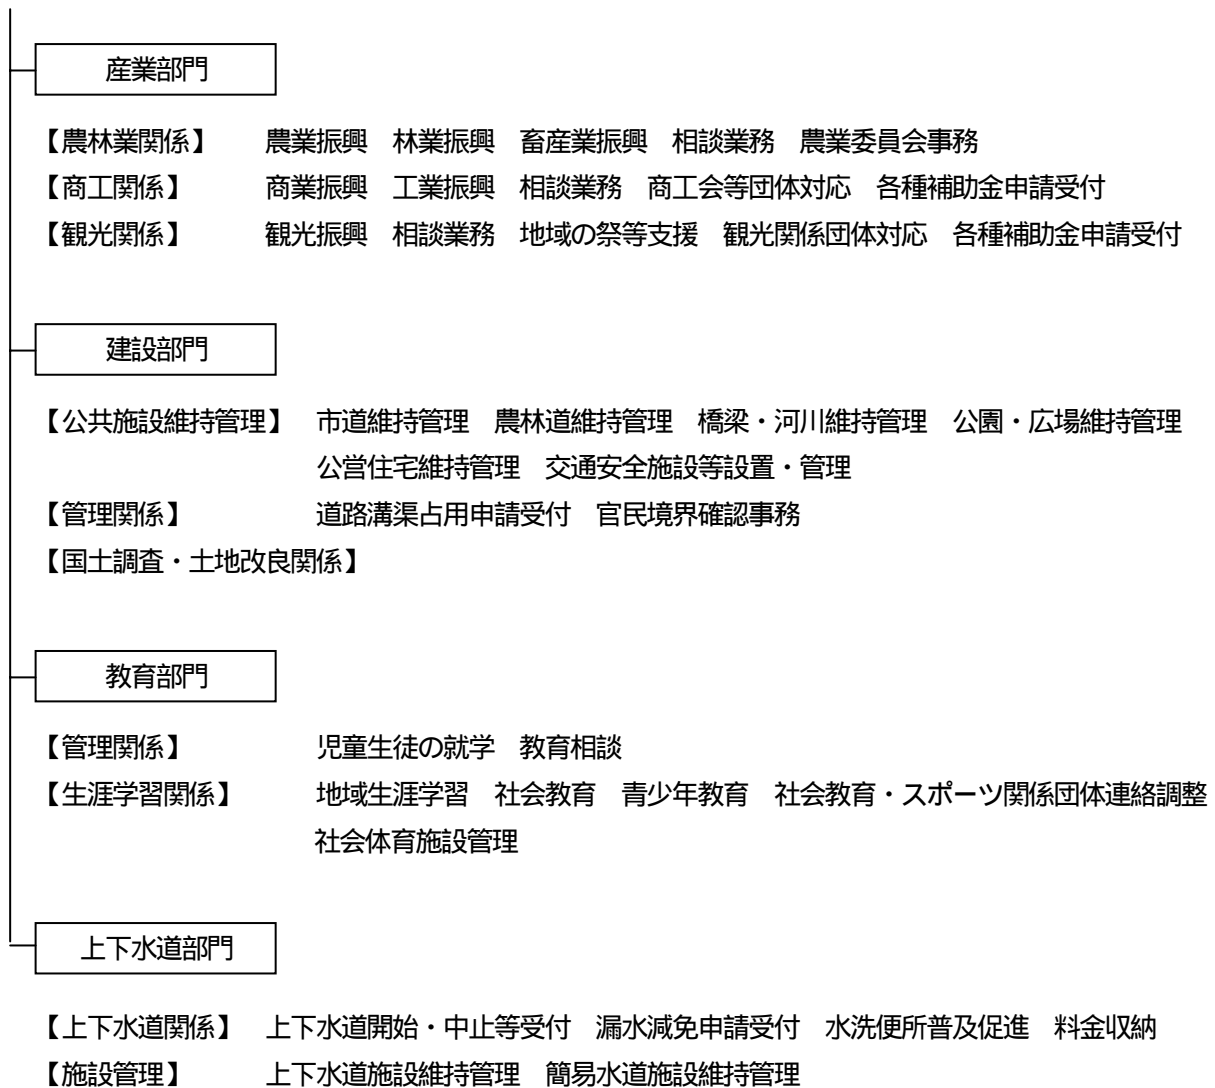 産業部門
【農林業関係】　農業振興　林業振興　畜産業振興　相談業務　農業委員会事務
【商工関係】　商業振興　工業振興　相談業務　商工会等団体対応　各種補助金申請受付
【観光関係】　観光振興　相談業務　地域の祭等支援　観光関係団体対応　各種補助金申請受付
建設部門
【公共施設維持管理】　市道維持管理　農林道維持管理　橋梁・河川維持管理　公園・広場維持管理
公営住宅維持管理　交通安全施設等設置・管理
【管理関係】　道路溝渠占用申請受付　官民境界確認事務
【国土調査・土地改良関係】
教育部門
【管理関係】　児童生徒の就学　教育相談
【生涯学習関係】　地域生涯学習　社会教育　青少年教育　社会教育・スポーツ関係団体連絡調整
社会体育施設管理
上下水道部門
【上下水道関係】　上下水道開始・中止等受付　漏水減免申請受付　水洗便所普及促進　料金収納
【施設管理】　上下水道施設維持管理　簡易水道施設維持管理